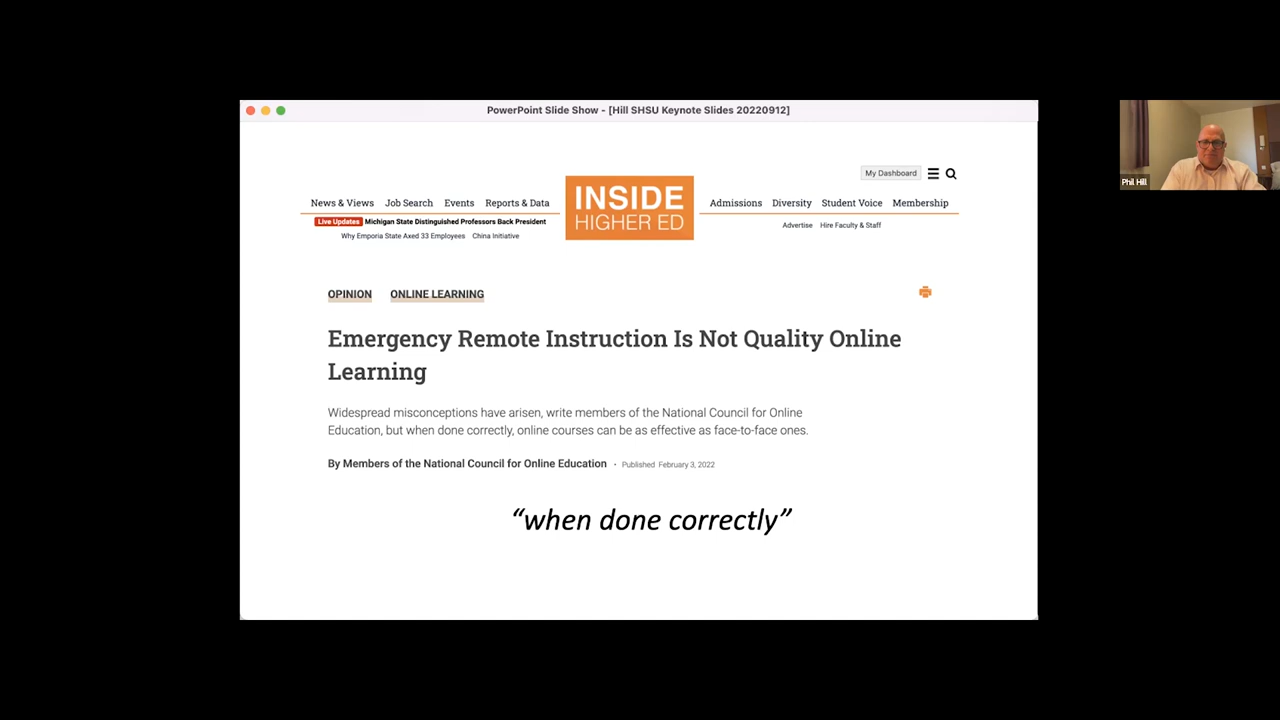 PowerPoint Slide Show - [Hill SHSU Keynote Slides 20220912]
My Dashboard
News & Views Job Search Events Reports & Data
INSIDE
HIGHER ED
Admissions Diversity Student Voice Membership
Live Updates Michigan State Distinguished Professors Back President
Why Emporia State Axed 33 Employees China Initiative
Advertise Hire Faculty & Staff
OPINION ONLINE LEARNING
Emergency Remote Instruction Is Not Quality Online
Learning
Widespread misconceptions have arisen, write members of the National Council for Online
Education, but when done correctly, online courses can be as effective as face-to-face ones.
By Members of the National Council for Online Education • Published February 3, 2022
“when done correctly”
Phil Hill